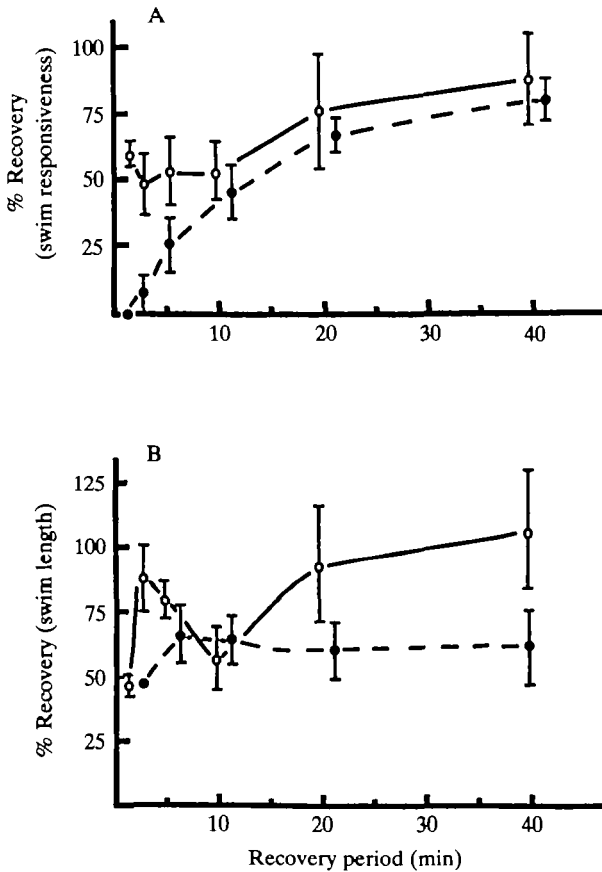 A
100
75
50
25
% Recovery
(swim responsiveness)
10
20
30
40
B
125
100
75
50
25
% Recovery (swim length)
10
20
30
40
Recovery period (min)